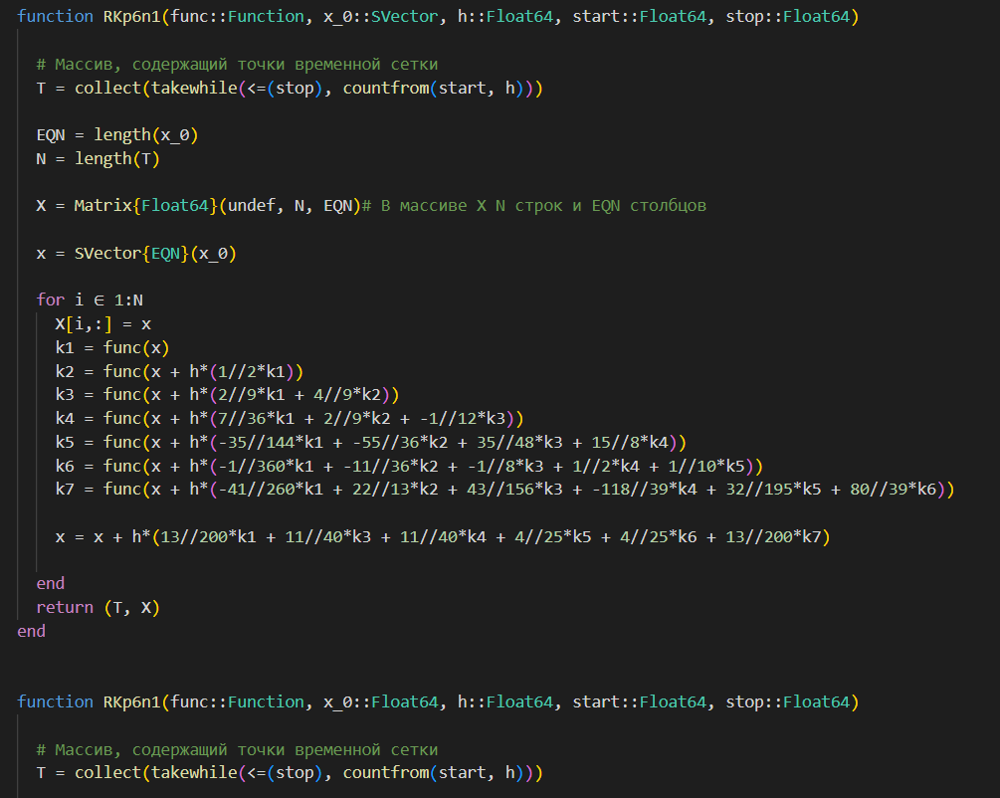 function RKp6n1(func::Function, x_0::SVector, h::Float64, start::Float64, stop::Float64)
# Массив, содержащий точки временной сетки
T = collect(takewhile(<=(stop), countfrom(start, h)))
EQN = length(x_0)
N = length(T)
X = Matrix{Float64}(undef, N, EQN)# В массиве X N строк и EQN столбцов
x = SVector{EQN}(x_0)
for i ∈ 1:N
X[i,:] = x
k1 = func(x)
k2 = func(x + h*(1//2*k1))
k3 = func(x + h*(2//9*k1 + 4//9*k2))
k4 = func(x + h*(7//36*k1 + 2//9*k2 + -1//12*k3))
k5 = func(x + h*(-35//144*k1 + -55//36*k2 + 35//48*k3 + 15//8*k4))
k6 = func(x + h*(-1//360*k1 + -11//36*k2 + -1//8*k3 + 1//2*k4 + 1//10*k5))
k7 = func(x + h*(-41//260*k1 + 22//13*k2 + 43//156*k3 + -118//39*k4 + 32//195*k5 + 80//39*k6))
x = x + h*(13//200*k1 + 11//40*k3 + 11//40*k4 + 4//25*k5 + 4//25*k6 + 13//200*k7)
end
return (T, X)
end
function RKp6n1(func::Function, x_0::Float64, h::Float64, start::Float64, stop::Float64)
# Массив, содержащий точки временной сетки
T = collect(takewhile(<=(stop), countfrom(start, h)))